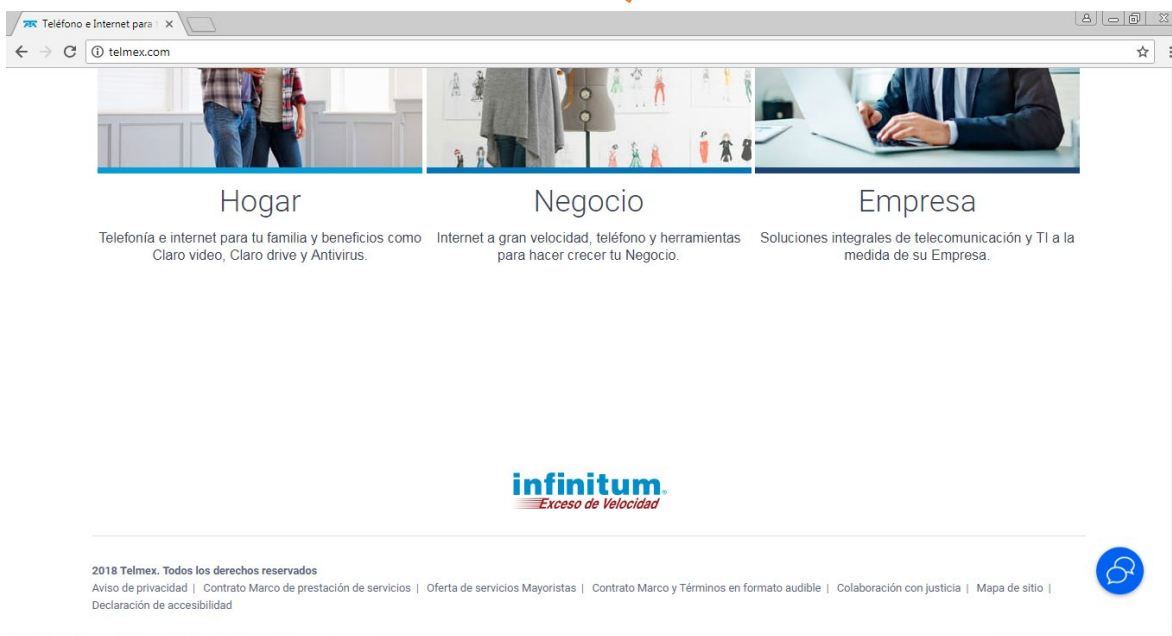 Teléfono e Internet para
telmex.com
Hogar
Telefonía e internet para tu familia y beneficios como
Claro video, Claro drive y Antivirus.
Negocio
Internet a gran velocidad, teléfono y herramientas
para hacer crecer tu Negocio.
Empresa
Soluciones integrales de telecomunicación y TI a la
medida de su Empresa.
infinitum®
Exceso de Velocidad
2018 Telmex. Todos los derechos reservados
Aviso de privacidad | Contrato Marco de prestación de servicios | Oferta de servicios Mayoristas | Contrato Marco y Términos en formato audible | Colaboración con justicia | Mapa de sitio |
Declaración de accesibilidad